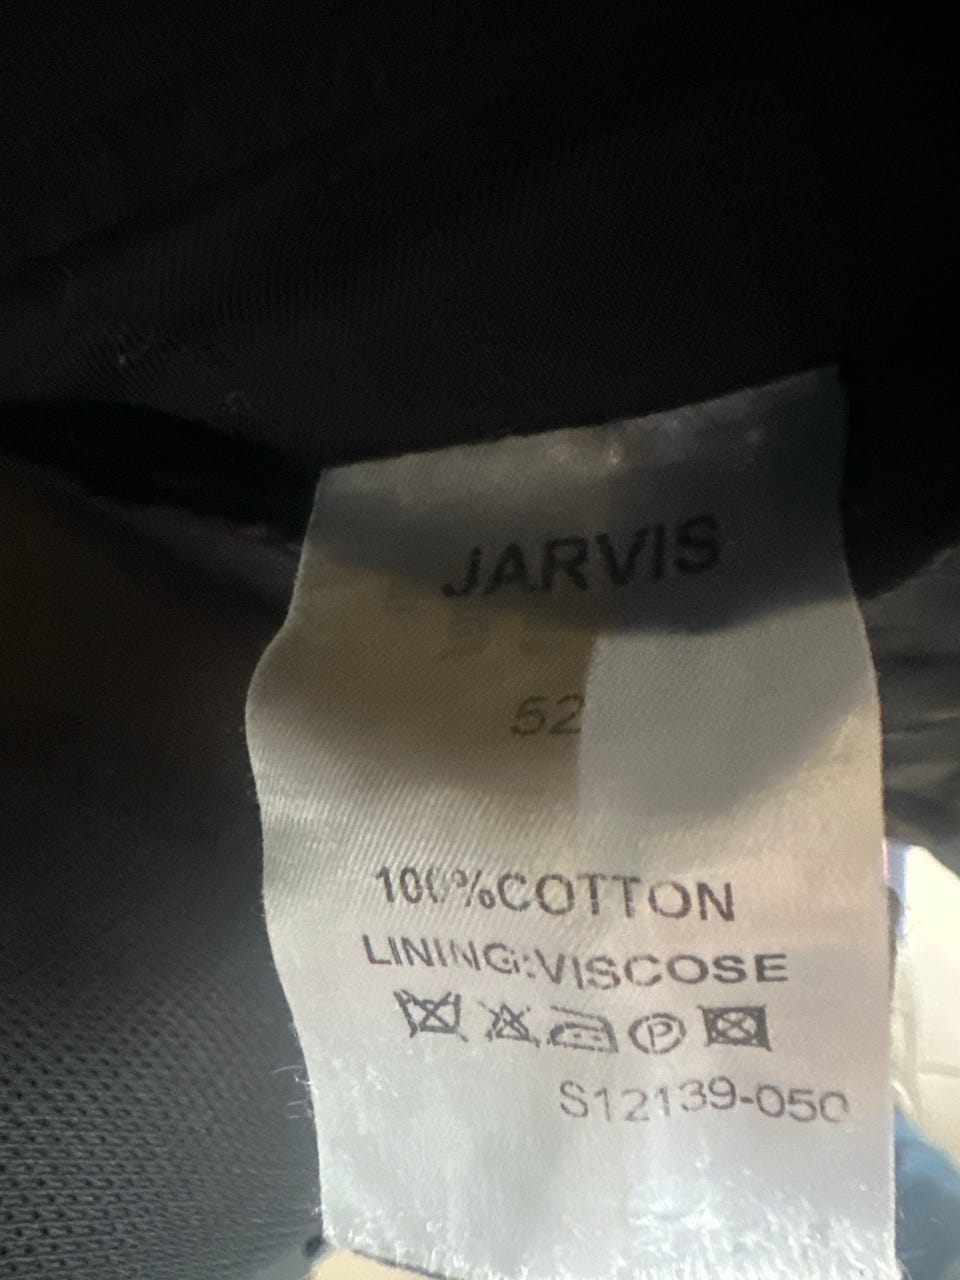 JARVIS
52
100%COTTON
LINING:VISCOSE
P
S12139-050